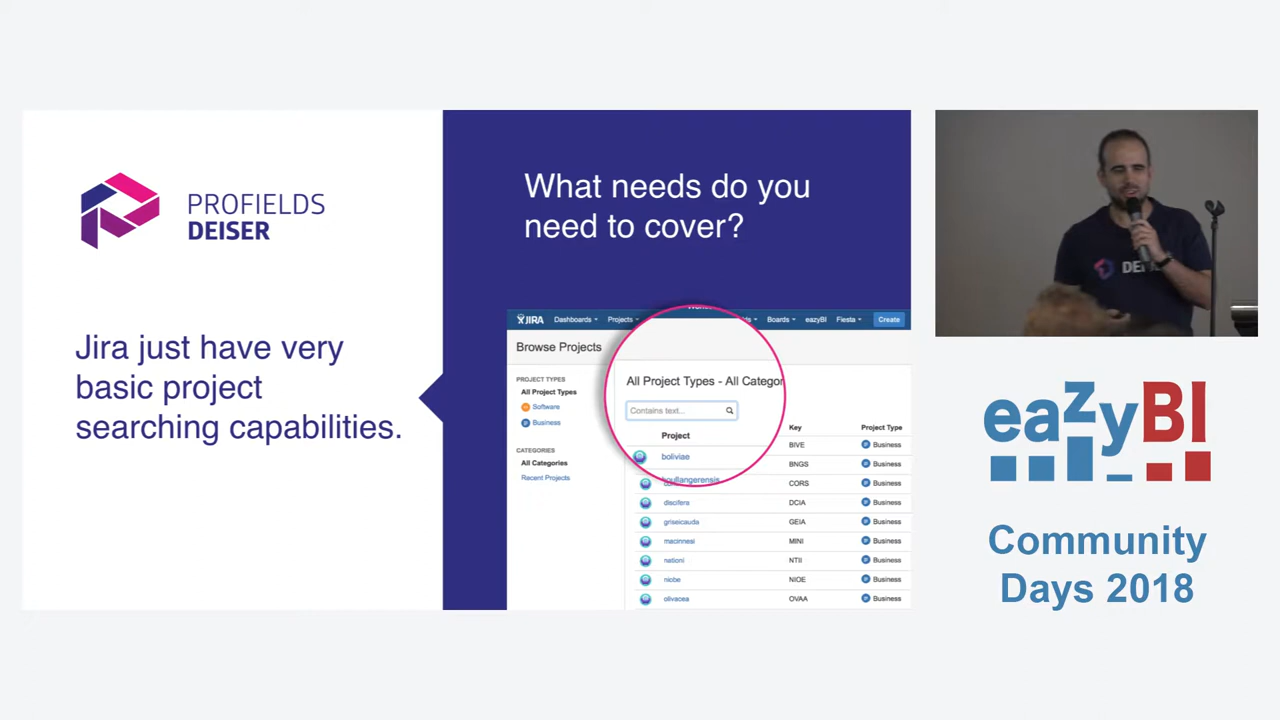 PROFIELDS
DEISER
Jira just have very
basic project
searching capabilities.
What needs do you
need to cover?
JIRA Dashboards Projects Boards eazyBI Fiesta Create
Browse Projects
PROJECT TYPES
All Project Types
Software
Business
CATEGORIES
All Categories
Recent Projects
All Project Types - All Categor
Contains text...
Project Key Project Type
boliviae BIVE Business
boullangerensis BNGS Business
CORS Business
discifera DCIA Business
griseicauda GEIA Business
macinnesi MINI Business
nationi NTII Business
niobe NIOE Business
olivacea OVAA Business
eazyBI
Community
Days 2018